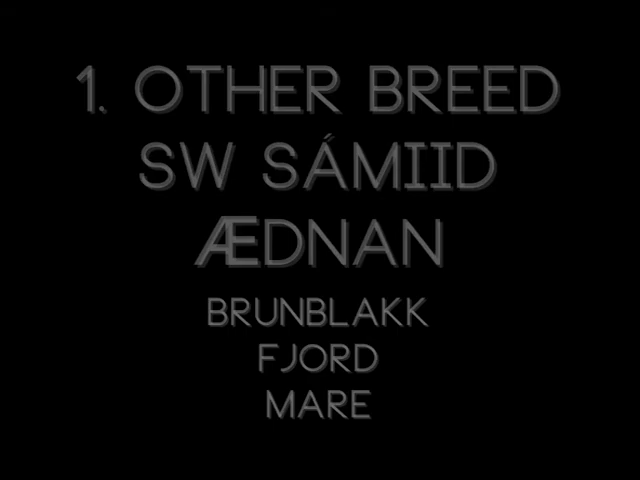 1. OTHER BREED
SW SÁMIID
ÆDNAN
BRUNBLAKK
FJORD
MARE